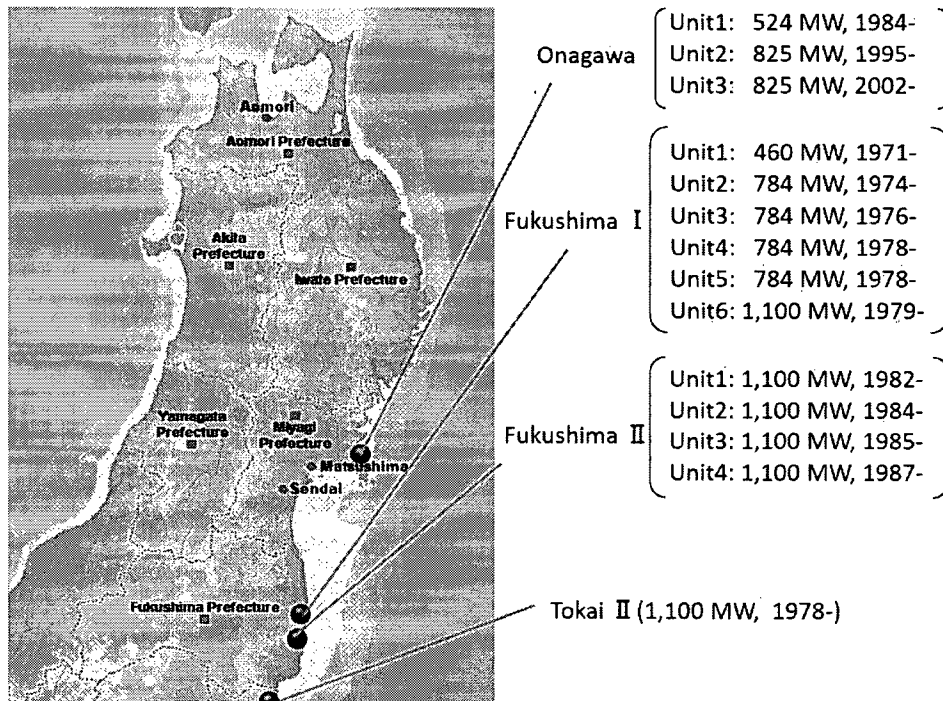 Onagawa
Unit1: 524 MW, 1984-
Unit2: 825 MW, 1995-
Unit3: 825 MW, 2002-
Fukushima Ⅰ
Unit1: 460 MW, 1971-
Unit2: 784 MW, 1974-
Unit3: 784 MW, 1976-
Unit4: 784 MW, 1978-
Unit5: 784 MW, 1978-
Unit6: 1,100 MW, 1979-
Fukushima Ⅱ
Unit1: 1,100 MW, 1982-
Unit2: 1,100 MW, 1984-
Unit3: 1,100 MW, 1985-
Unit4: 1,100 MW, 1987-
Tokai Ⅱ (1,100 MW, 1978-)
Aomori
Aomori Prefecture
Akita
Prefecture
Iwate Prefecture
Yamagata
Prefecture
Miyagi
Prefecture
Matsushima
Sendai
Fukushima Prefecture